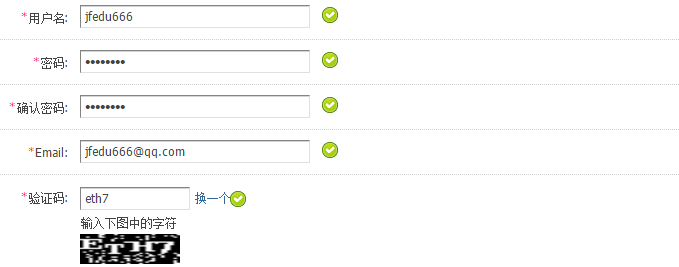 *用户名: jfedu666
*密码: ••••••••
*确认密码: ••••••••
*Email: jfedu666@qq.com
*验证码: eth7 换一个
输入下图中的字符
ETH7